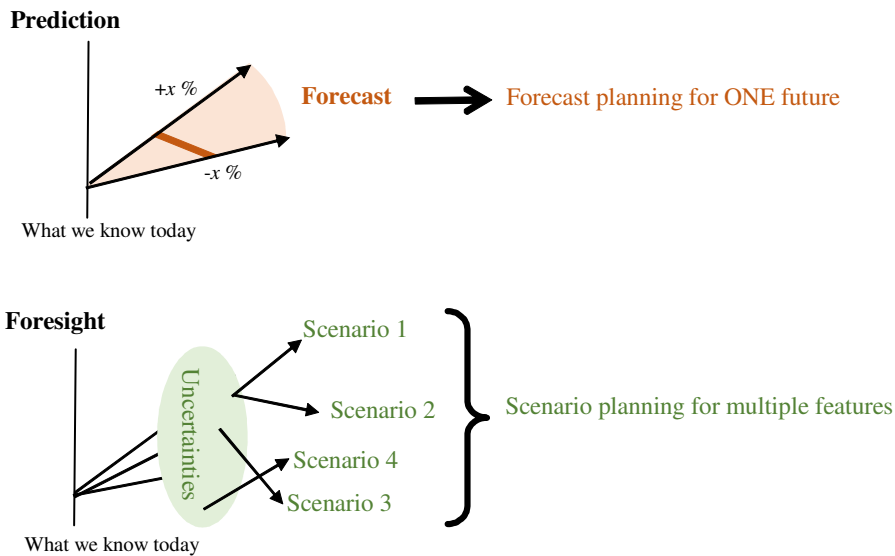 Prediction
+x %
Forecast
Forecast planning for ONE future
-x %
What we know today
Foresight
Scenario 1
Uncertainties
Scenario 2
Scenario planning for multiple features
Scenario 4
Scenario 3
What we know today